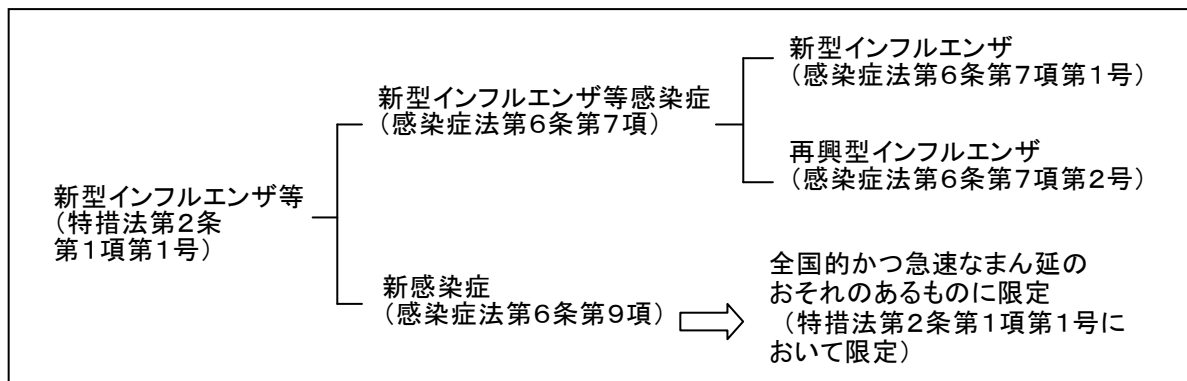 新型インフルエンザ等
(特措法第2条
第1項第1号)
新型インフルエンザ等感染症
(感染症法第6条第7項)
新型インフルエンザ
(感染症法第6条第7項第1号)
再興型インフルエンザ
(感染症法第6条第7項第2号)
新感染症
(感染症法第6条第9項)
全国的かつ急速なまん延の
おそれのあるものに限定
(特措法第2条第1項第1号に
おいて限定)